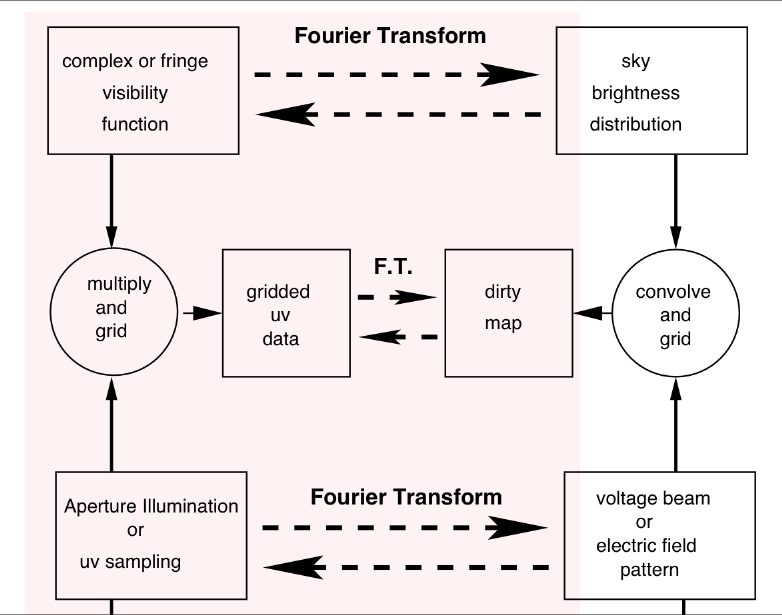 Fourier Transform
complex or fringe
visibility
function
sky
brightness
distribution
multiply
and
grid
gridded
uv
data
F.T.
dirty
map
convolve
and
grid
Aperture Illumination
or
uv sampling
Fourier Transform
voltage beam
or
electric field
pattern